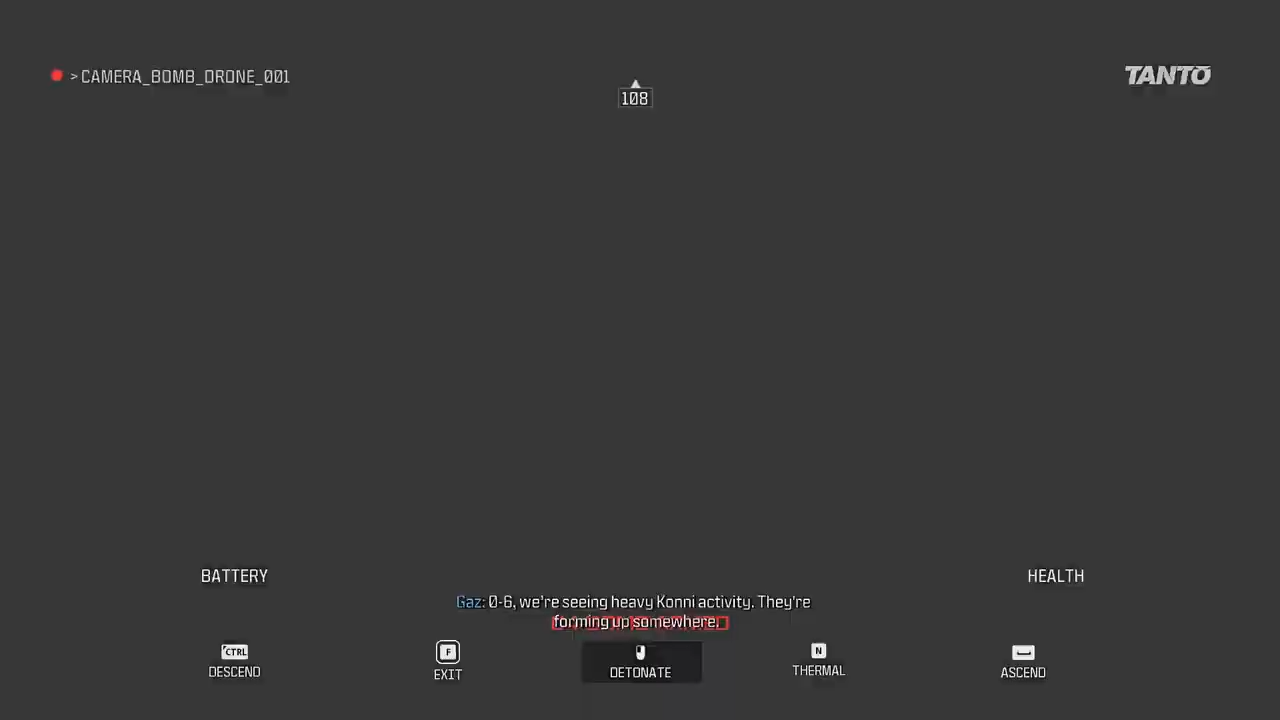 >CAMERA_BOMB_DRONE_001
TANTO
108
BATTERY
HEALTH
Gaz: 0-6, we're seeing heavy Konni activity. They're
forming up somewhere.
CTRL
F
N
DESCEND
EXIT
DETONATE
THERMAL
ASCEND